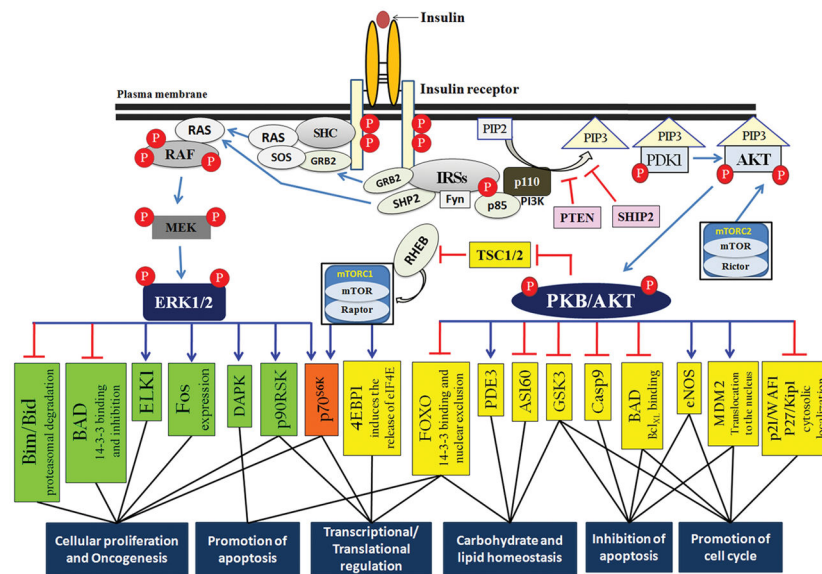 Insulin
Plasma membrane
Insulin receptor
RAS
P
P
RAF
P
RAS
SHC
SOS
GRB2
P
P
P
P
GRB2
IRSs
SHP2
Fyn
P
p85
p110
PI3K
PIP2
PIP3
PIP3
PDK1
P
PIP3
AKT
P
P
PTEN
SHIP2
P
MEK
P
mTORC2
mTOR
Rictor
RHEB
TSC1/2
mTORC1
mTOR
Raptor
P
P
ERK1/2
P
P
PKB/AKT
Bim/Bid
proteasomal degradation
BAD
14-3-3 binding
and inhibition
ELK1
Fos
expression
DAPK
p90RSK
p70S6K
4EBP1
induces the
release of eIF4E
FOXO
14-3-3 binding and
nuclear exclusion
PDE3
AS160
GSK3
Casp9
BAD
BclXL binding
eNOS
MDM2
Translocation
to the nucleus
p21/WAF1
P27/Kip1
cytosolic
localization
Cellular proliferation
and Oncogenesis
Promotion of
apoptosis
Transcriptional/
Translational
regulation
Carbohydrate and
lipid homeostasis
Inhibition of
apoptosis
Promotion of
cell cycle